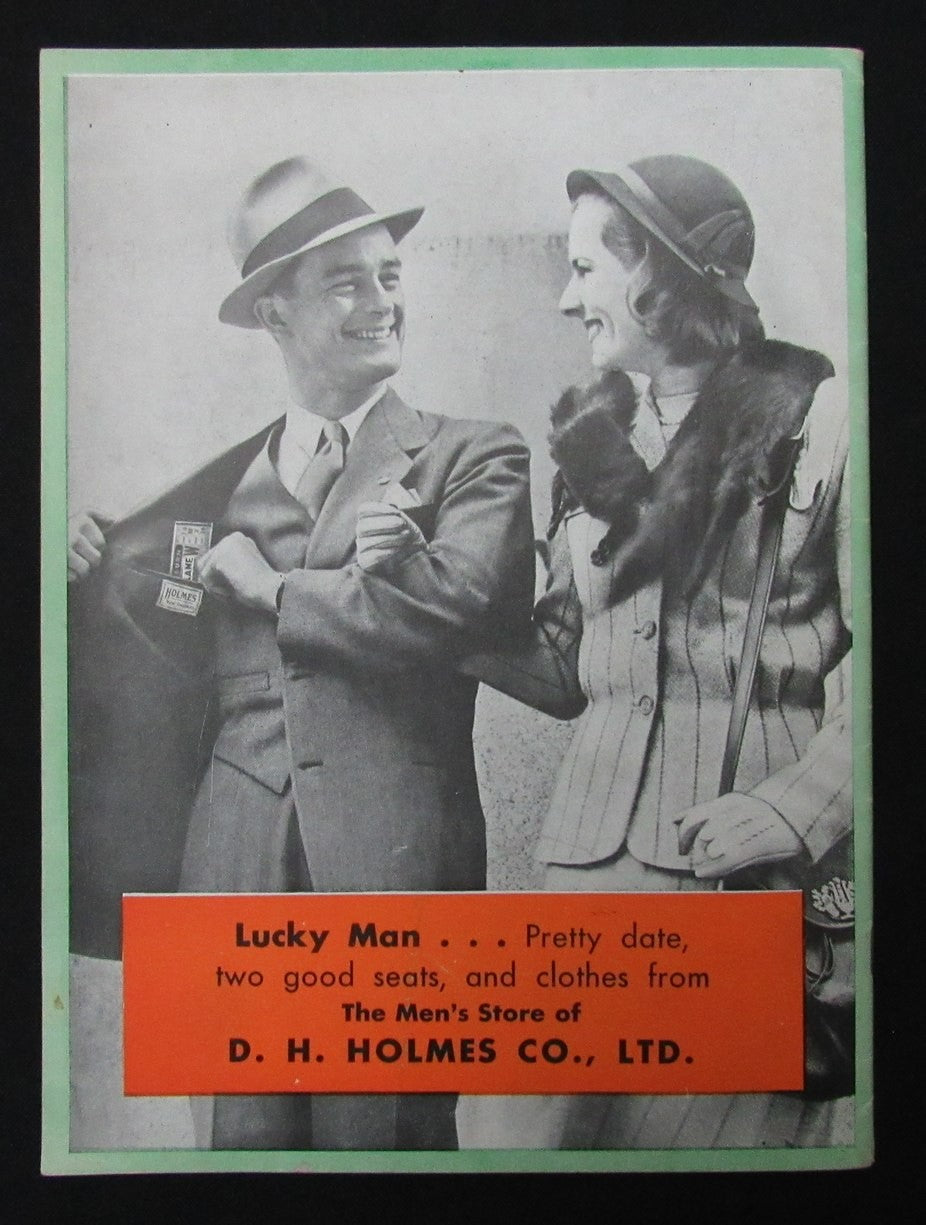 HOLMES
Lucky Man . . . Pretty date,
two good seats, and clothes from
The Men's Store of
D. H. HOLMES CO., LTD.